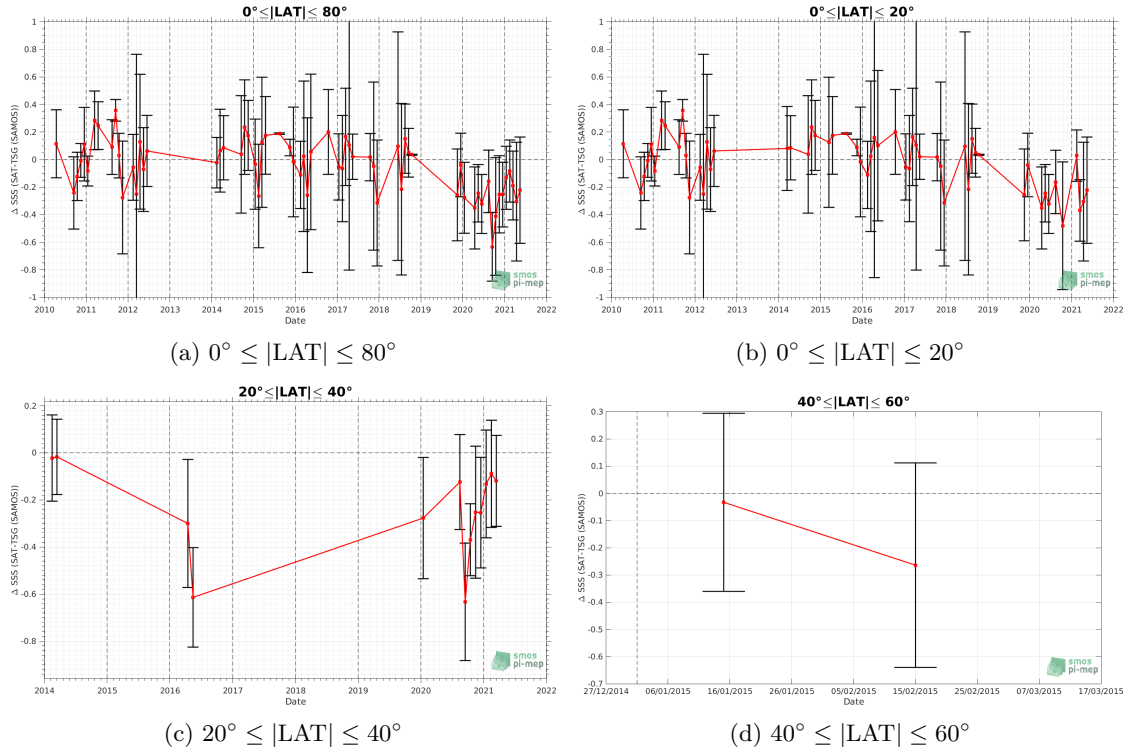 0°≤|LAT|≤ 80°
Δ SSS (SAT-TSG (SAMOS))
1
0.8
0.6
0.4
0.2
0
-0.2
-0.4
-0.6
-0.8
-1
2010 2011 2012 2013 2014 2015 2016 2017 2018 2019 2020 2021 2022
Date
smos
pi-mep
(a) 0° ≤ |LAT| ≤ 80°
0°≤|LAT|≤ 20°
Δ SSS (SAT-TSG (SAMOS))
1
0.8
0.6
0.4
0.2
0
-0.2
-0.4
-0.6
-0.8
-1
2010 2011 2012 2013 2014 2015 2016 2017 2018 2019 2020 2021 2022
Date
smos
pi-mep
(b) 0° ≤ |LAT| ≤ 20°
20°≤|LAT|≤ 40°
Δ SSS (SAT-TSG (SAMOS))
0.2
0
-0.2
-0.4
-0.6
-0.8
2014 2015 2016 2017 2018 2019 2020 2021 2022
Date
smos
pi-mep
(c) 20° ≤ |LAT| ≤ 40°
40°≤|LAT|≤ 60°
Δ SSS (SAT-TSG (SAMOS))
0.3
0.2
0.1
0
-0.1
-0.2
-0.3
-0.4
-0.5
-0.6
-0.7
27/12/2014 06/01/2015 16/01/2015 26/01/2015 05/02/2015 15/02/2015 25/02/2015 07/03/2015 17/03/2015
Date
smos
pi-mep
(d) 40° ≤ |LAT| ≤ 60°